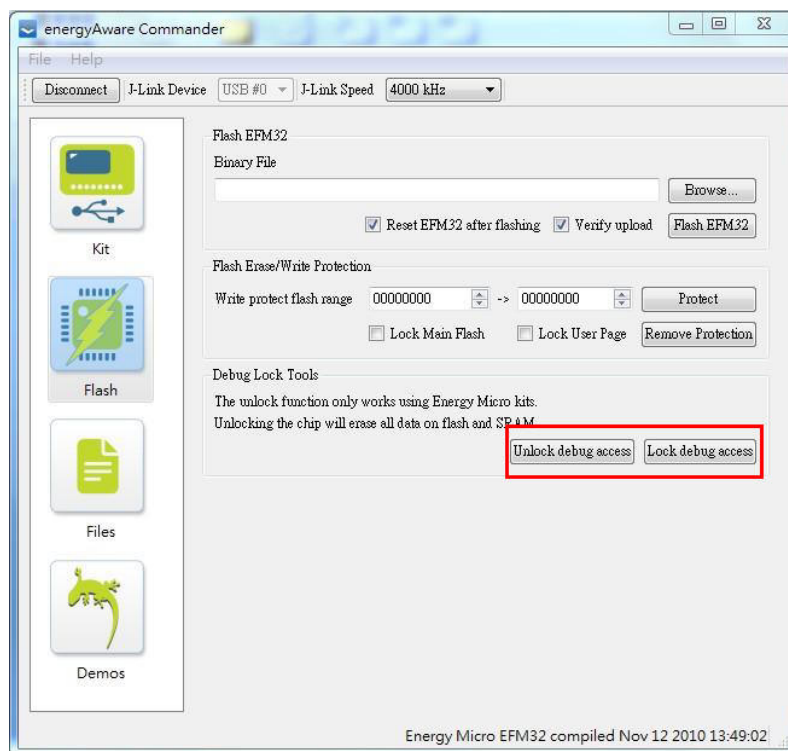 energyAware Commander
File Help
Disconnect J-Link Device USB #0 J-Link Speed 4000 kHz
Flash EFM32
Binary File
Browse...
Reset EFM32 after flashing Verify upload Flash EFM32
Kit
Flash Erase/Write Protection
Write protect flash range 00000000 -> 00000000 Protect
Lock Main Flash Lock User Page Remove Protection
Flash
Debug Lock Tools
The unlock function only works using Energy Micro kits.
Unlocking the chip will erase all data on flash and SRAM.
Unlock debug access Lock debug access
Files
Demos
Energy Micro EFM32 compiled Nov 12 2010 13:49:02